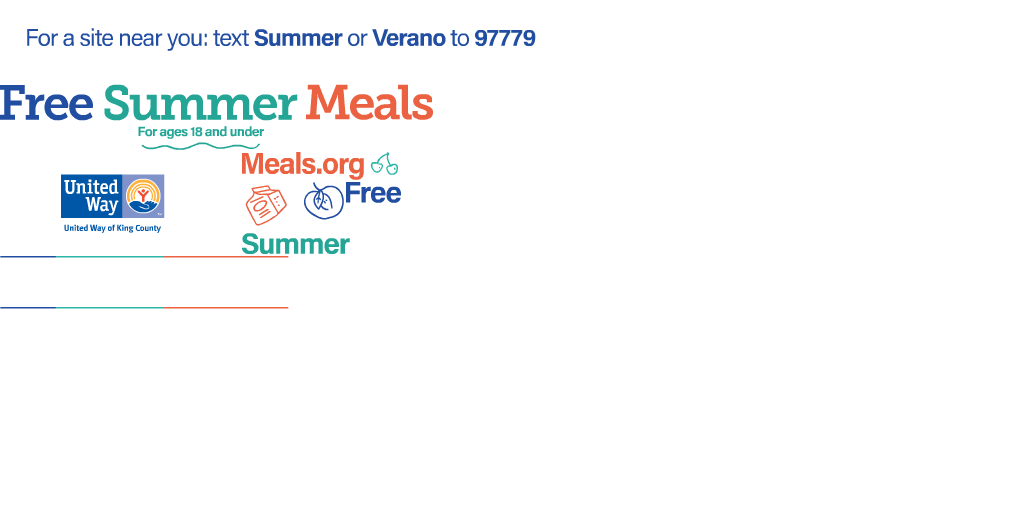 For a site near you: text Summer or Verano to 97779
Free Summer Meals
For ages 18 and under
Meals.org
United
Way
Free
United Way of King County
Summer